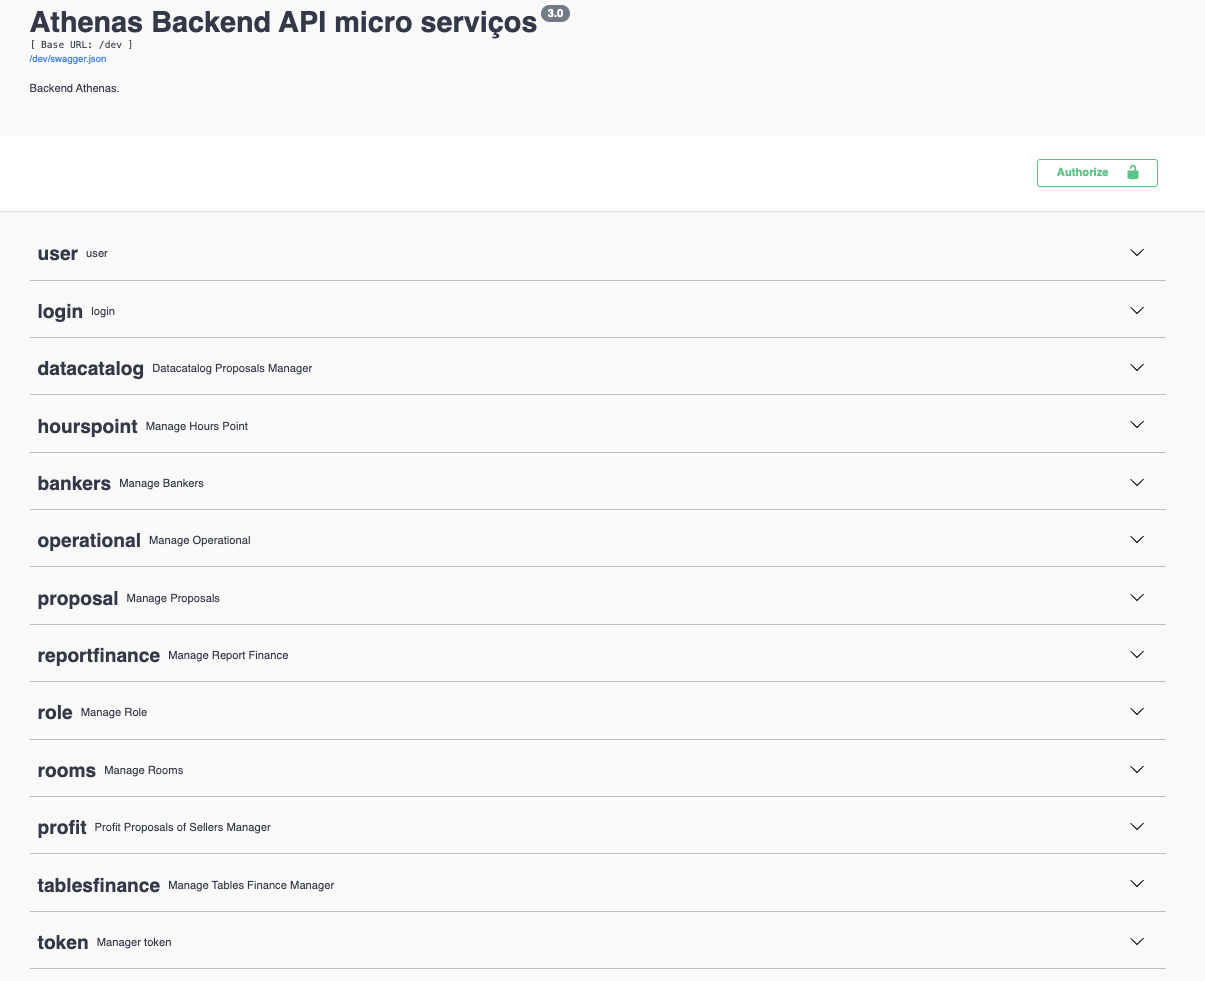 Athenas Backend API micro serviços 3.0
[ Base URL: /dev ]
/dev/swagger.json
Backend Athenas.
Authorize
user user
login login
datacatalog Datacatalog Proposals Manager
hourspoint Manage Hours Point
bankers Manage Bankers
operational Manage Operational
proposal Manage Proposals
reportfinance Manage Report Finance
role Manage Role
rooms Manage Rooms
profit Profit Proposals of Sellers Manager
tablesfinance Manage Tables Finance Manager
token Manager token